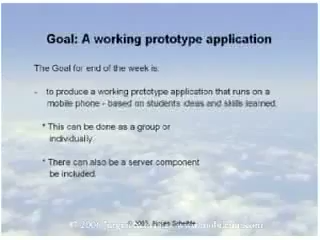 Goal: A working prototype application
The Goal for end of the week is:
- to produce a working prototype application that runs on a
mobile phone - based on students ideas and skills learned.
* This can be done as a group or
individually.
* There can also be a server component
be included.